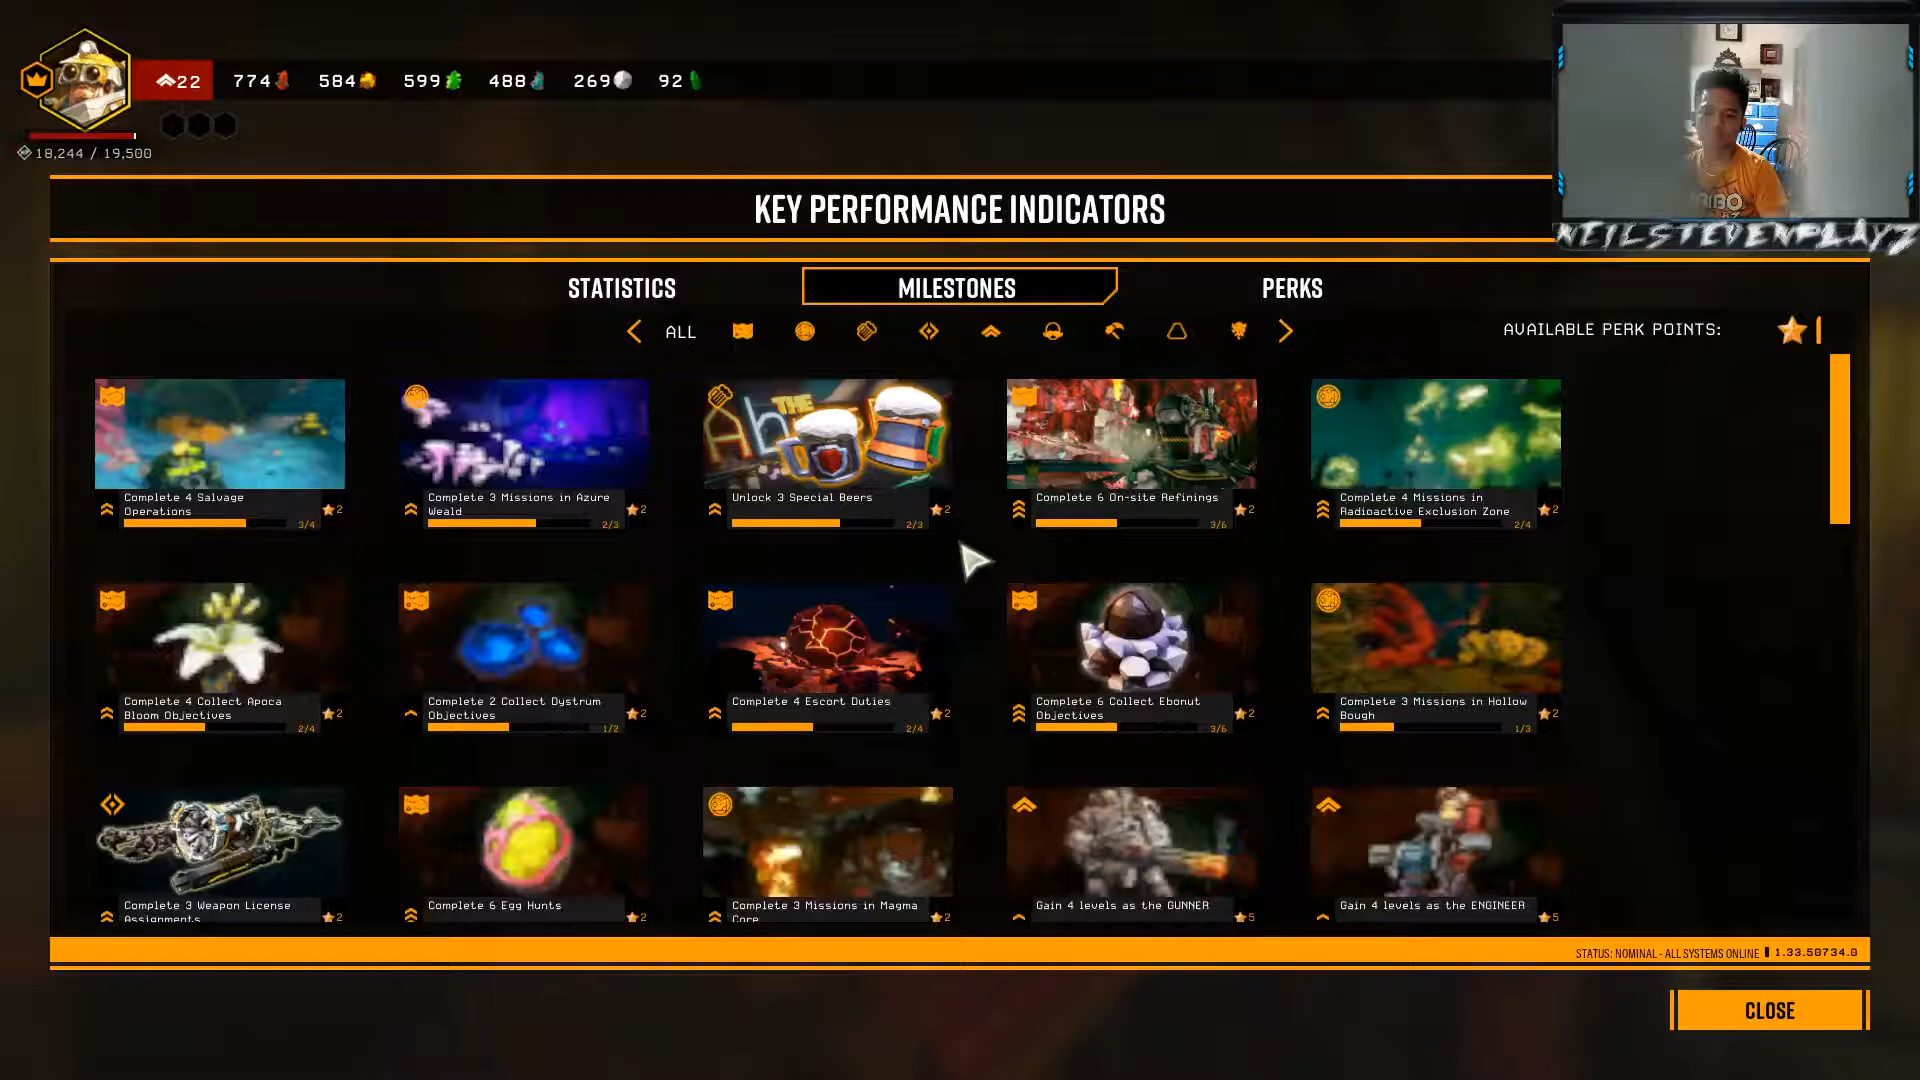 22 774 584 599 488 269 92
18,244 / 19,500
KEY PERFORMANCE INDICATORS
NEILSTEVENPLAYZ
STATISTICS MILESTONES PERKS
ALL AVAILABLE PERK POINTS: 1
THE
Complete 4 Salvage
Operations
2
3/4
Complete 3 Missions in Azure
Weald
2
2/3
Unlock 3 Special Beers
2
2/3
Complete 6 On-site Refinings
2
3/6
Complete 4 Missions in
Radioactive Exclusion Zone
2
2/4
Complete 4 Collect Apoca
Bloom Objectives
2
2/4
Complete 2 Collect Dystrum
Objectives
2
1/2
Complete 4 Escort Duties
2
2/4
Complete 6 Collect Ebonut
Objectives
2
3/6
Complete 3 Missions in Hollow
Bough
2
1/3
Complete 3 Weapon License
Assignments
2
Complete 6 Egg Hunts
2
Complete 3 Missions in Magma
Core
2
Gain 4 levels as the GUNNER
5
Gain 4 levels as the ENGINEER
5
STATUS: NOMINAL - ALL SYSTEMS ONLINE 1.33.50734.0
CLOSE